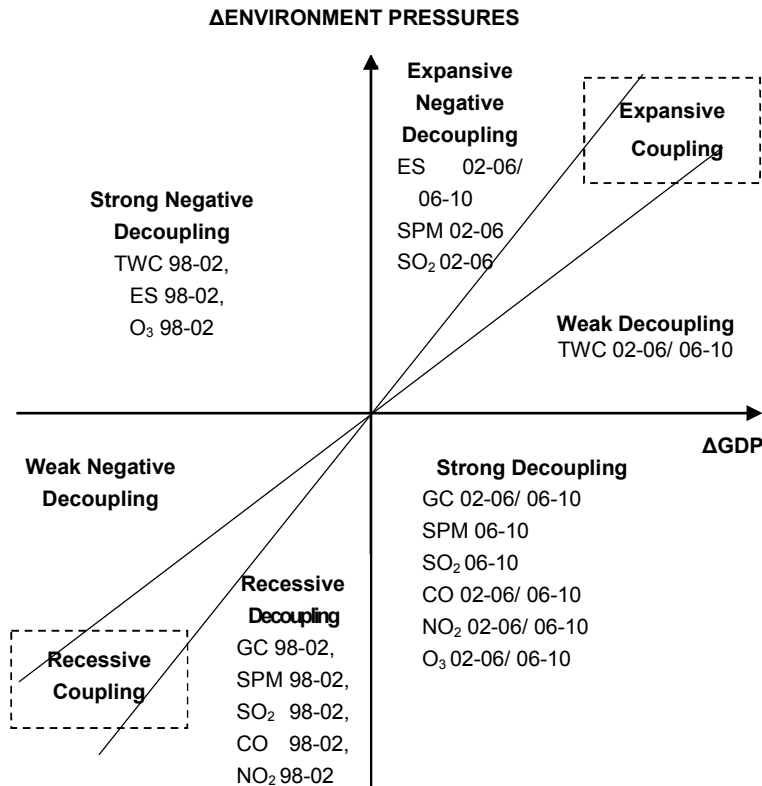 ΔENVIRONMENT PRESSURES
Expansive
Negative
Decoupling
ES 02-06/
06-10
SPM 02-06
SO₂ 02-06
Expansive
Coupling
Strong Negative
Decoupling
TWC 98-02,
ES 98-02,
O₃ 98-02
Weak Decoupling
TWC 02-06/ 06-10
ΔGDP
Weak Negative
Decoupling
Strong Decoupling
GC 02-06/ 06-10
SPM 06-10
SO₂ 06-10
CO 02-06/ 06-10
NO₂ 02-06/ 06-10
O₃ 02-06/ 06-10
Recessive
Decoupling
GC 98-02,
SPM 98-02,
SO₂ 98-02,
CO 98-02,
NO₂ 98-02
Recessive
Coupling